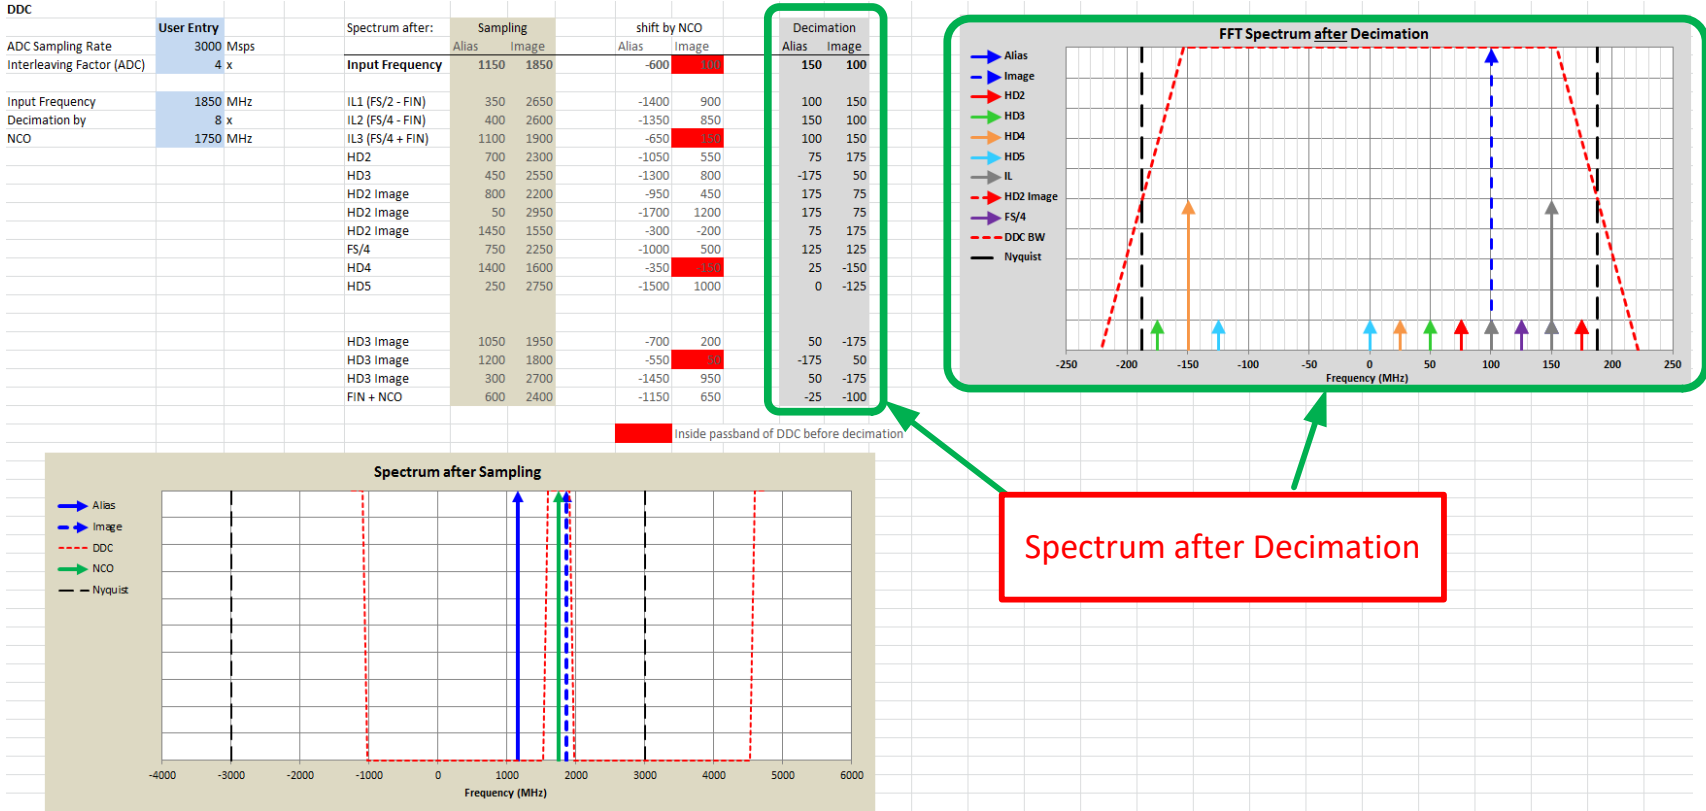 DDC
User Entry
Spectrum after: Sampling shift by NCO Decimation
ADC Sampling Rate 3000 Msps Alias Image Alias Image Alias Image
Interleaving Factor (ADC) 4 x Input Frequency 1150 1850 -600 100 150 100
Input Frequency 1850 MHz IL1 (FS/2 - FIN) 350 2650 -1400 900 100 150
Decimation by 8 x IL2 (FS/4 - FIN) 400 2600 -1350 850 150 100
NCO 1750 MHz IL3 (FS/4 + FIN) 1100 1900 -650 150 100 150
HD2 700 2300 -1050 550 75 175
HD3 450 2550 -1300 800 -175 50
HD2 Image 800 2200 -950 450 175 75
HD2 Image 50 2950 -1700 1200 175 75
HD2 Image 1450 1550 -300 -200 75 175
FS/4 750 2250 -1000 500 125 125
HD4 1400 1600 -350 -150 25 -150
HD5 250 2750 -1500 1000 0 -125
HD3 Image 1050 1950 -700 200 50 -175
HD3 Image 1200 1800 -550 50 -175 50
HD3 Image 300 2700 -1450 950 50 -175
FIN + NCO 600 2400 -1150 650 -25 -100
Inside passband of DDC before decimation
FFT Spectrum after Decimation
Alias
Image
HD2
HD3
HD4
HD5
IL
HD2 Image
FS/4
DDC BW
Nyquist
-250 -200 -150 -100 -50 0 50 100 150 200 250
Frequency (MHz)
Spectrum after Sampling
Alias
Image
DDC
NCO
Nyquist
-4000 -3000 -2000 -1000 0 1000 2000 3000 4000 5000 6000
Frequency (MHz)
Spectrum after Decimation